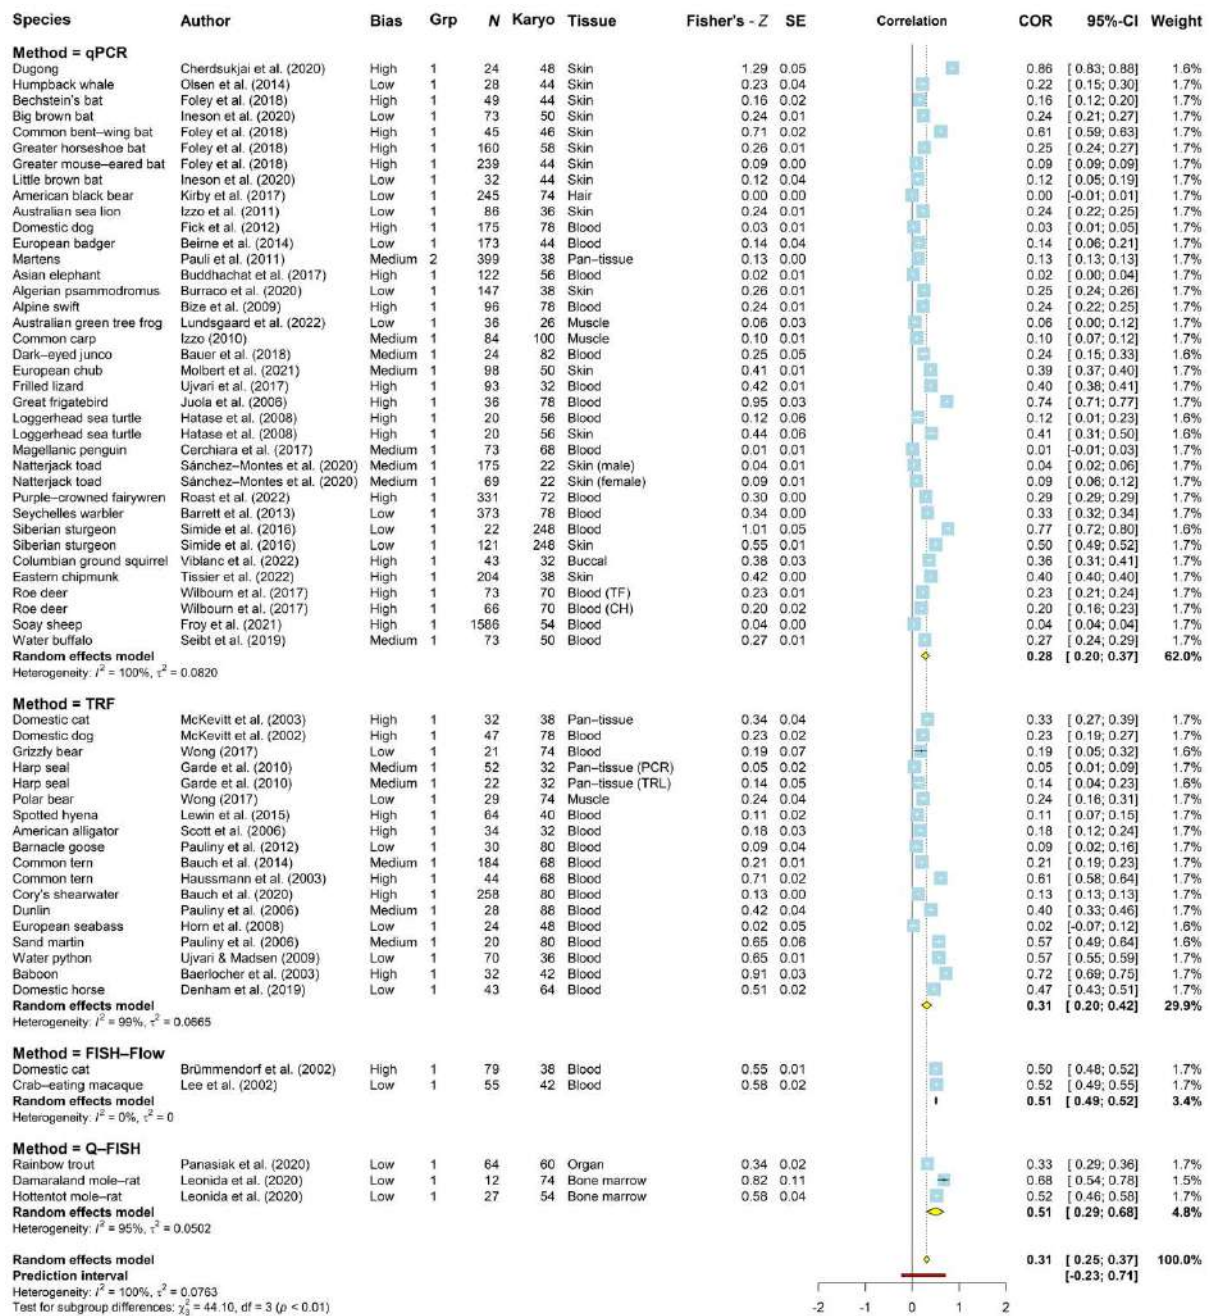 Species Author Bias Grp N Karyo Tissue Fisher's - Z SE Correlation COR 95%-CI Weight
Method = qPCR
Dugong Cherdsukjai et al. (2020) High 1 24 48 Skin 1.29 0.05 0.86 [ 0.83; 0.88] 1.6%
Humpback whale Olsen et al. (2014) Low 1 28 44 Skin 0.23 0.04 0.22 [ 0.15; 0.30] 1.7%
Bechstein's bat Foley et al. (2018) High 1 49 44 Skin 0.16 0.02 0.16 [ 0.12; 0.20] 1.7%
Big brown bat Ineson et al. (2020) Low 1 73 50 Skin 0.24 0.01 0.24 [ 0.21; 0.27] 1.7%
Common bent–wing bat Foley et al. (2018) High 1 45 46 Skin 0.71 0.02 0.61 [ 0.59; 0.63] 1.7%
Greater horseshoe bat Foley et al. (2018) High 1 160 58 Skin 0.26 0.01 0.25 [ 0.24; 0.27] 1.7%
Greater mouse–eared bat Foley et al. (2018) High 1 239 44 Skin 0.09 0.00 0.09 [ 0.09; 0.09] 1.7%
Little brown bat Ineson et al. (2020) Low 1 32 44 Skin 0.12 0.04 0.12 [ 0.05; 0.19] 1.7%
American black bear Kirby et al. (2017) Low 1 245 74 Hair 0.00 0.00 0.00 [-0.01; 0.01] 1.7%
Australian sea lion Izzo et al. (2011) Low 1 86 36 Skin 0.24 0.01 0.24 [ 0.22; 0.25] 1.7%
Domestic dog Fick et al. (2012) High 1 175 78 Blood 0.03 0.01 0.03 [ 0.01; 0.05] 1.7%
European badger Beirne et al. (2014) Low 1 173 44 Blood 0.14 0.04 0.14 [ 0.06; 0.21] 1.7%
Martens Pauli et al. (2011) Medium 2 399 38 Pan–tissue 0.13 0.00 0.13 [ 0.13; 0.13] 1.7%
Asian elephant Buddhachat et al. (2017) High 1 122 56 Blood 0.02 0.01 0.02 [ 0.00; 0.04] 1.7%
Algerian psammodromus Burraco et al. (2020) Low 1 147 38 Skin 0.26 0.01 0.25 [ 0.24; 0.26] 1.7%
Alpine swift Bize et al. (2009) High 1 96 78 Blood 0.24 0.01 0.24 [ 0.22; 0.25] 1.7%
Australian green tree frog Lundsgaard et al. (2022) Low 1 36 26 Muscle 0.06 0.03 0.06 [ 0.00; 0.12] 1.7%
Common carp Izzo (2010) Medium 1 84 100 Muscle 0.10 0.01 0.10 [ 0.07; 0.12] 1.7%
Dark–eyed junco Bauer et al. (2018) Medium 1 24 82 Blood 0.25 0.05 0.24 [ 0.15; 0.33] 1.6%
European chub Molbert et al. (2021) Medium 1 98 50 Skin 0.41 0.01 0.39 [ 0.37; 0.40] 1.7%
Frilled lizard Ujvari et al. (2017) High 1 93 32 Blood 0.42 0.01 0.40 [ 0.38; 0.41] 1.7%
Great frigatebird Juola et al. (2006) High 1 36 78 Blood 0.95 0.03 0.74 [ 0.71; 0.77] 1.7%
Loggerhead sea turtle Hatase et al. (2008) High 1 20 56 Blood 0.12 0.06 0.12 [ 0.01; 0.23] 1.6%
Loggerhead sea turtle Hatase et al. (2008) High 1 20 56 Skin 0.44 0.06 0.41 [ 0.31; 0.50] 1.7%
Magellanic penguin Cerchiara et al. (2017) Medium 1 73 68 Blood 0.01 0.01 0.01 [-0.01; 0.03] 1.7%
Natterjack toad Sánchez–Montes et al. (2020) Medium 1 175 22 Skin (male) 0.04 0.01 0.04 [ 0.02; 0.06] 1.7%
Natterjack toad Sánchez–Montes et al. (2020) Medium 1 69 22 Skin (female) 0.09 0.01 0.09 [ 0.06; 0.12] 1.7%
Purple–crowned fairywren Roast et al. (2022) High 1 331 72 Blood 0.30 0.00 0.29 [ 0.29; 0.29] 1.7%
Seychelles warbler Barrett et al. (2013) Low 1 373 78 Blood 0.34 0.00 0.33 [ 0.32; 0.34] 1.7%
Siberian sturgeon Simide et al. (2016) Low 1 22 248 Blood 1.01 0.05 0.77 [ 0.72; 0.80] 1.6%
Siberian sturgeon Simide et al. (2016) Low 1 121 248 Skin 0.55 0.01 0.50 [ 0.49; 0.52] 1.7%
Columbian ground squirrel Viblanc et al. (2022) High 1 43 32 Buccal 0.38 0.03 0.36 [ 0.31; 0.41] 1.7%
Eastern chipmunk Tissier et al. (2022) High 1 204 38 Skin 0.42 0.00 0.40 [ 0.40; 0.40] 1.7%
Roe deer Wilbourn et al. (2017) High 1 73 70 Blood (TF) 0.23 0.01 0.23 [ 0.21; 0.24] 1.7%
Roe deer Wilbourn et al. (2017) High 1 66 70 Blood (CH) 0.20 0.02 0.20 [ 0.16; 0.23] 1.7%
Soay sheep Froy et al. (2021) High 1 1586 54 Blood 0.04 0.00 0.04 [ 0.04; 0.04] 1.7%
Water buffalo Seibt et al. (2019) Medium 1 73 50 Blood 0.27 0.01 0.27 [ 0.24; 0.29] 1.7%
Random effects model 0.28 [ 0.20; 0.37] 62.0%
Heterogeneity: I² = 100%, τ² = 0.0820
Method = TRF
Domestic cat McKevitt et al. (2003) High 1 32 38 Pan–tissue 0.34 0.04 0.33 [ 0.27; 0.39] 1.7%
Domestic dog McKevitt et al. (2002) High 1 47 78 Blood 0.23 0.02 0.23 [ 0.19; 0.27] 1.7%
Grizzly bear Wong (2017) Low 1 21 74 Blood 0.19 0.07 0.19 [ 0.05; 0.32] 1.6%
Harp seal Garde et al. (2010) Medium 1 52 32 Pan–tissue (PCR) 0.05 0.02 0.05 [ 0.01; 0.09] 1.7%
Harp seal Garde et al. (2010) Medium 1 22 32 Pan–tissue (TRL) 0.14 0.05 0.14 [ 0.04; 0.23] 1.6%
Polar bear Wong (2017) Low 1 29 74 Muscle 0.24 0.04 0.24 [ 0.16; 0.31] 1.7%
Spotted hyena Lewin et al. (2015) High 1 64 40 Blood 0.11 0.02 0.11 [ 0.07; 0.15] 1.7%
American alligator Scott et al. (2006) High 1 34 32 Blood 0.18 0.03 0.18 [ 0.12; 0.24] 1.7%
Barnacle goose Pauliny et al. (2012) Low 1 30 80 Blood 0.09 0.04 0.09 [ 0.02; 0.16] 1.7%
Common tern Bauch et al. (2014) Medium 1 184 68 Blood 0.21 0.01 0.21 [ 0.19; 0.23] 1.7%
Common tern Haussmann et al. (2003) High 1 44 68 Blood 0.71 0.02 0.61 [ 0.58; 0.64] 1.7%
Cory's shearwater Bauch et al. (2020) High 1 258 80 Blood 0.13 0.00 0.13 [ 0.13; 0.13] 1.7%
Dunlin Pauliny et al. (2006) Medium 1 28 88 Blood 0.42 0.04 0.40 [ 0.33; 0.46] 1.7%
European seabass Horn et al. (2008) Low 1 24 48 Blood 0.02 0.05 0.02 [-0.07; 0.12] 1.6%
Sand martin Pauliny et al. (2006) Medium 1 20 80 Blood 0.65 0.06 0.57 [ 0.49; 0.64] 1.6%
Water python Ujvari & Madsen (2009) Low 1 70 36 Blood 0.65 0.01 0.57 [ 0.55; 0.59] 1.7%
Baboon Baerlocher et al. (2003) High 1 32 42 Blood 0.91 0.03 0.72 [ 0.69; 0.75] 1.7%
Domestic horse Denham et al. (2019) Low 1 43 64 Blood 0.51 0.02 0.47 [ 0.43; 0.51] 1.7%
Random effects model 0.31 [ 0.20; 0.42] 29.9%
Heterogeneity: I² = 99%, τ² = 0.0665
Method = FISH–Flow
Domestic cat Brümmendorf et al. (2002) High 1 79 38 Blood 0.55 0.01 0.50 [ 0.48; 0.52] 1.7%
Crab–eating macaque Lee et al. (2002) Low 1 55 42 Blood 0.58 0.02 0.52 [ 0.49; 0.55] 1.7%
Random effects model 0.51 [ 0.49; 0.52] 3.4%
Heterogeneity: I² = 0%, τ² = 0
Method = Q–FISH
Rainbow trout Panasiak et al. (2020) Low 1 64 60 Organ 0.34 0.02 0.33 [ 0.29; 0.36] 1.7%
Damaraland mole–rat Leonida et al. (2020) Low 1 12 74 Bone marrow 0.82 0.11 0.68 [ 0.54; 0.78] 1.5%
Hottentot mole–rat Leonida et al. (2020) Low 1 27 54 Bone marrow 0.58 0.04 0.52 [ 0.46; 0.58] 1.7%
Random effects model 0.51 [ 0.29; 0.68] 4.8%
Heterogeneity: I² = 95%, τ² = 0.0502
Random effects model 0.31 [ 0.25; 0.37] 100.0%
Prediction interval [-0.23; 0.71]
Heterogeneity: I² = 100%, τ² = 0.0763
Test for subgroup differences: χ²₃ = 44.10, df = 3 (p < 0.01)
-2 -1 0 1 2